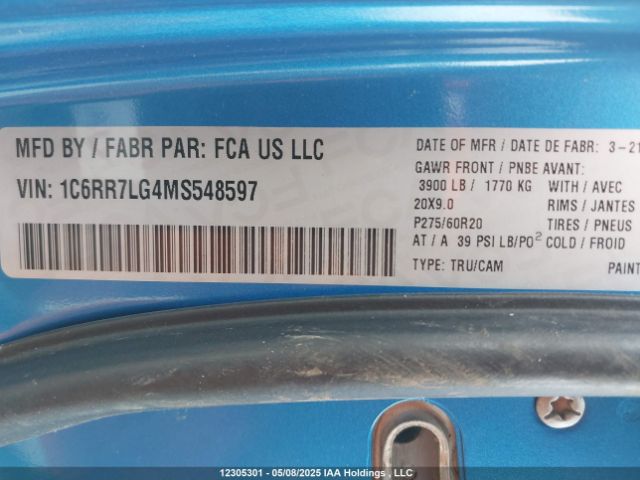 MFD BY / FABR PAR: FCA US LLC
VIN: 1C6RR7LG4MS548597
DATE OF MFR / DATE DE FABR: 3-21
GAWR FRONT / PNBE AVANT:
3900 LB / 1770 KG WITH / AVEC
20X9.0 RIMS / JANTES
P275/60R20 TIRES / PNEUS
AT / A 39 PSI LB/PO² COLD / FROID
TYPE: TRU/CAM PAINT
12305301 - 05/08/2025 IAA Holdings , LLC